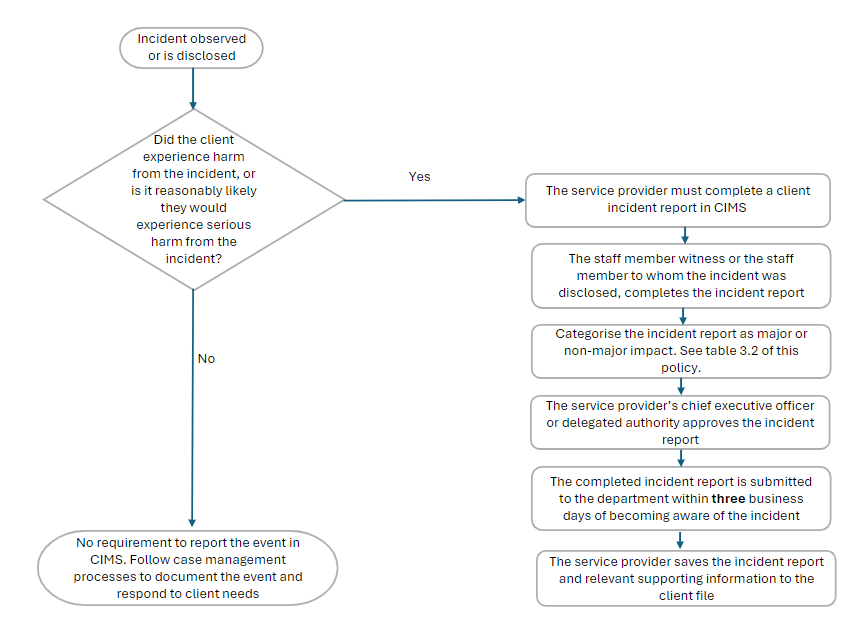 Incident observed
or is disclosed
Did the client
experience harm
from the incident, or
is it reasonably likely
they would
experience serious
harm from the
incident?
Yes
The service provider must complete a client
incident report in CIMS
The staff member witness or the staff
member to whom the incident was
disclosed, completes the incident report
Categorise the incident report as major or
non-major impact. See table 3.2 of this
policy.
The service provider's chief executive officer
or delegated authority approves the incident
report
The completed incident report is submitted
to the department within three business
days of becoming aware of the incident
The service provider saves the incident report
and relevant supporting information to the
client file
No
No requirement to report the event in
CIMS. Follow case management
processes to document the event and
respond to client needs